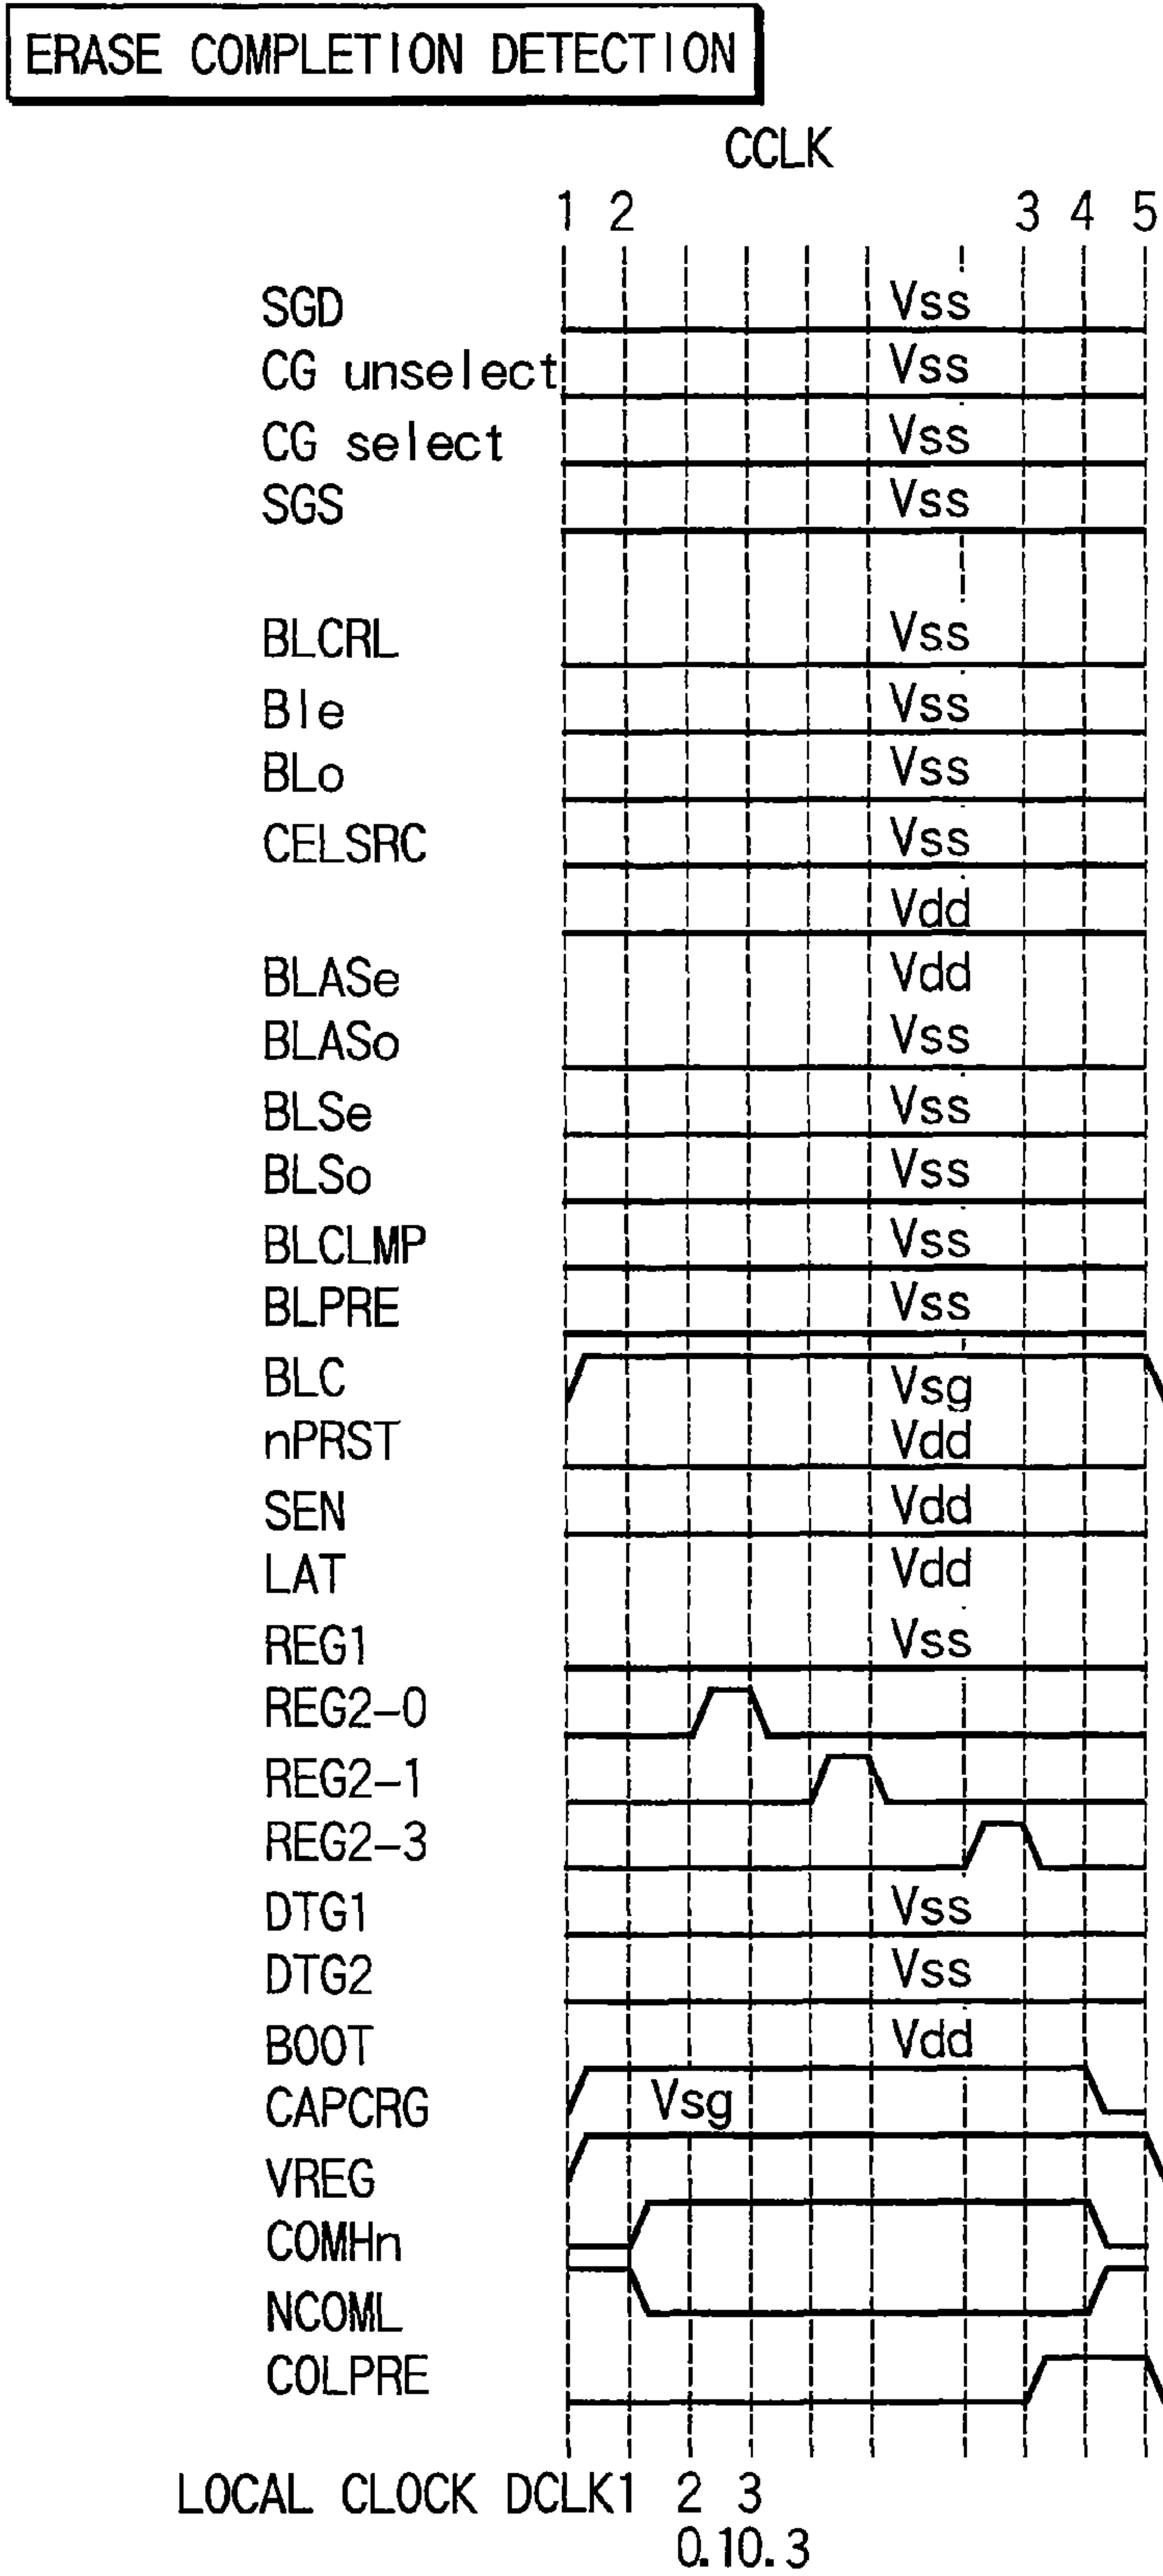 ERASE COMPLETION DETECTION
CCLK
1 2 3 4 5
SGD Vss
CG unselect Vss
CG select Vss
SGS Vss
BLCRL Vss
Ble Vss
BLo Vss
CELSRC Vss
Vdd
BLASe Vdd
BLASo Vss
BLSe Vss
BLSo Vss
BLCLMP Vss
BLPRE Vss
BLC Vsg
nPRST Vdd
SEN Vdd
LAT Vdd
REG1 Vss
REG2-0
REG2-1
REG2-3
DTG1 Vss
DTG2 Vss
BOOT Vdd
CAPCRG Vsg
VREG
COMHn
NCOML
COLPRE
LOCAL CLOCK DCLK1 2 3
0.10.3